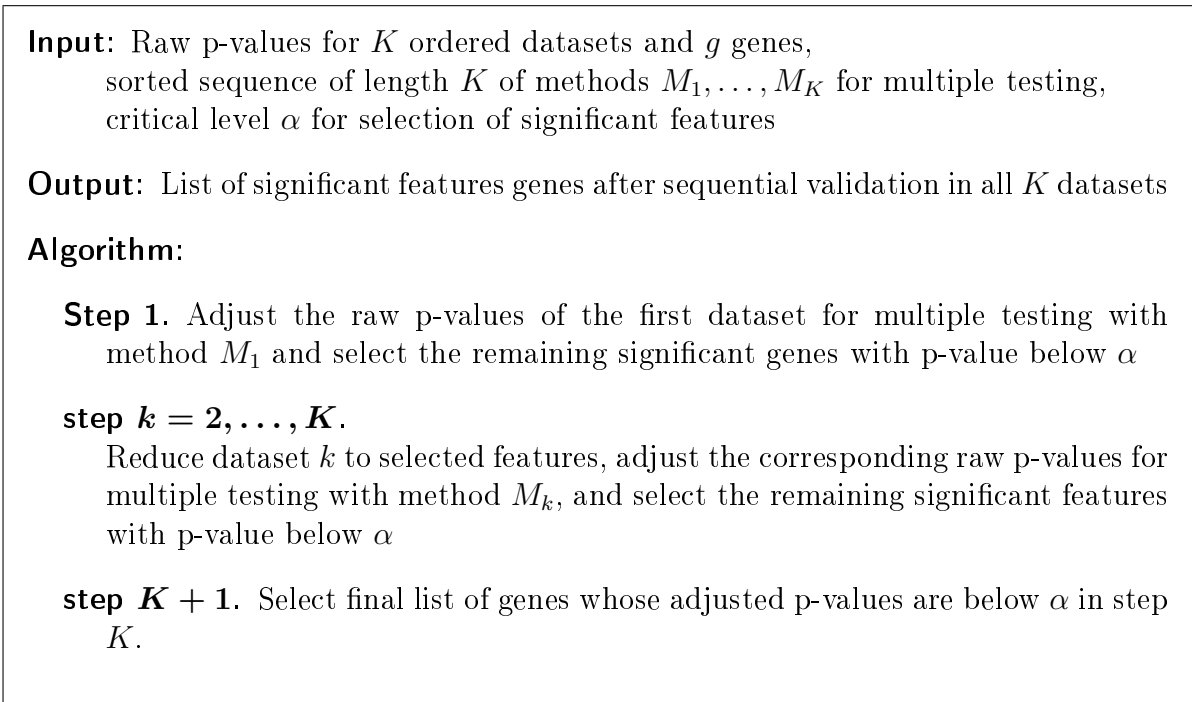 Input: Raw p-values for K ordered datasets and g genes,
sorted sequence of length K of methods M₁, . . . , M_K for multiple testing,
critical level α for selection of significant features
Output: List of significant features genes after sequential validation in all K datasets
Algorithm:
Step 1. Adjust the raw p-values of the first dataset for multiple testing with
method M₁ and select the remaining significant genes with p-value below α
step k = 2, . . . , K.
Reduce dataset k to selected features, adjust the corresponding raw p-values for
multiple testing with method M_k, and select the remaining significant features
with p-value below α
step K + 1. Select final list of genes whose adjusted p-values are below α in step
K.